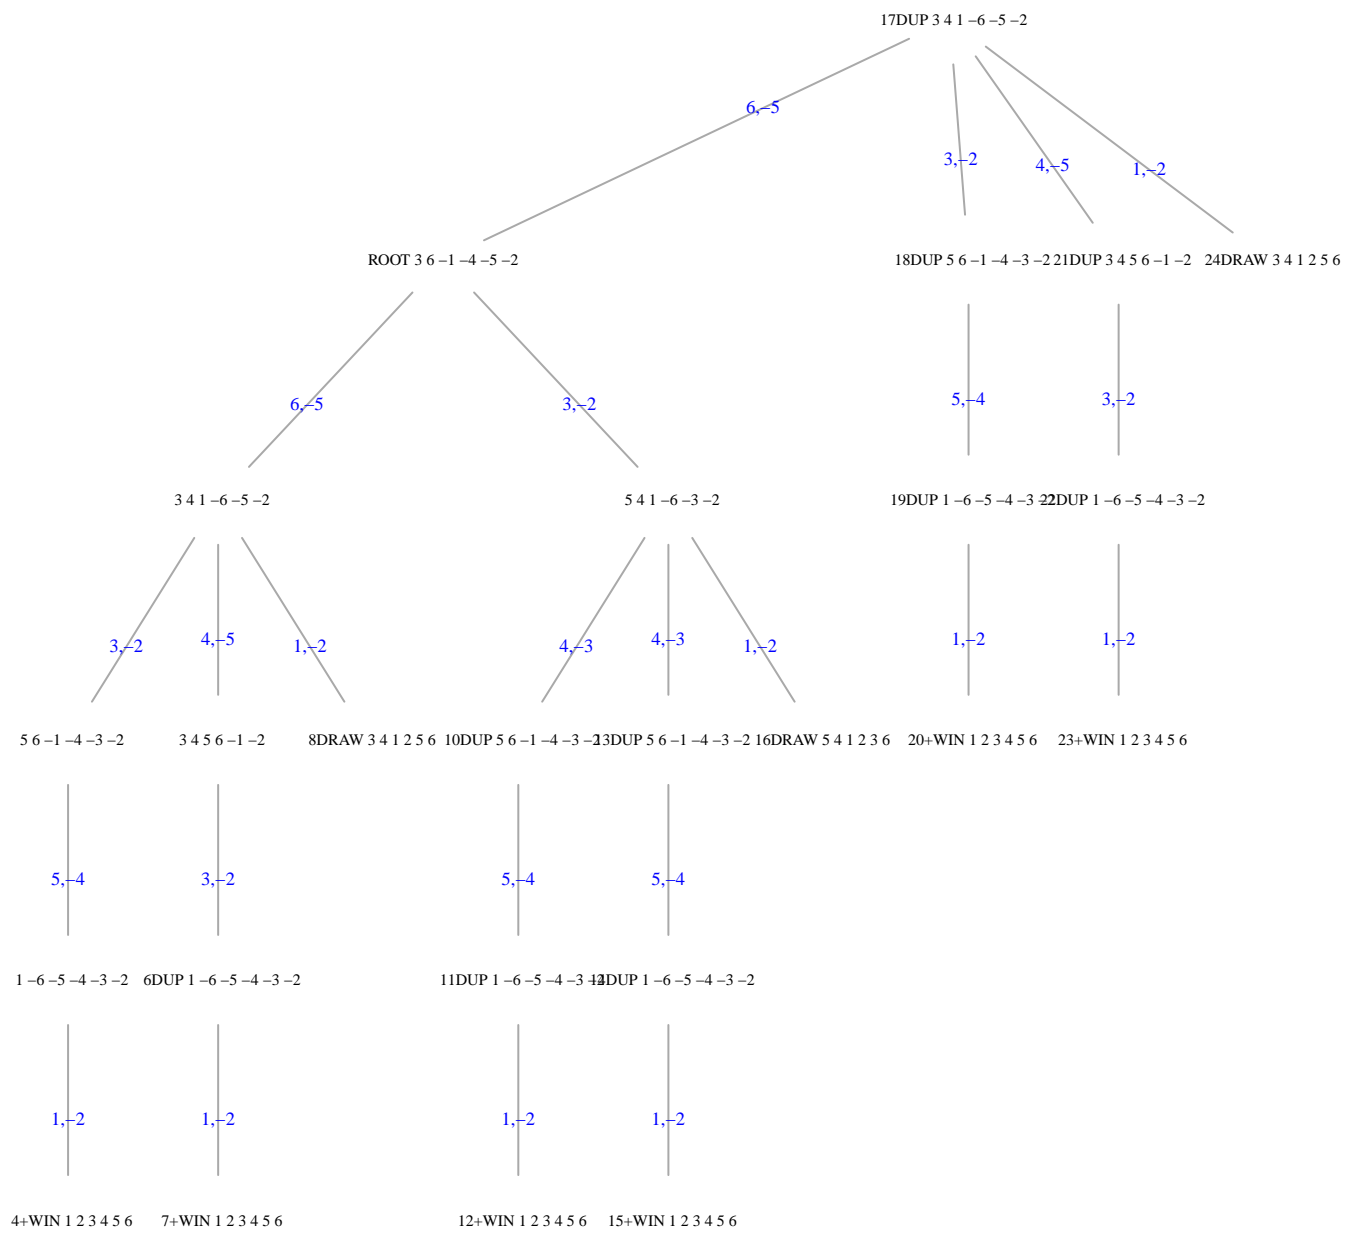 17DUP 3 4 1 –6 –5 –2
6,–5
3,–2
4,–5
1,–2
ROOT 3 6 –1 –4 –5 –2
18DUP 5 6 –1 –4 –3 –2
21DUP 3 4 5 6 –1 –2
24DRAW 3 4 1 2 5 6
6,–5
3,–2
5,–4
3,–2
3 4 1 –6 –5 –2
5 4 1 –6 –3 –2
19DUP 1 –6 –5 –4 –3 –2
22DUP 1 –6 –5 –4 –3 –2
3,–2
4,–5
1,–2
4,–3
4,–3
1,–2
1,–2
1,–2
5 6 –1 –4 –3 –2
3 4 5 6 –1 –2
8DRAW 3 4 1 2 5 6
10DUP 5 6 –1 –4 –3 –2
13DUP 5 6 –1 –4 –3 –2
16DRAW 5 4 1 2 3 6
20+WIN 1 2 3 4 5 6
23+WIN 1 2 3 4 5 6
5,–4
3,–2
5,–4
5,–4
1 –6 –5 –4 –3 –2
6DUP 1 –6 –5 –4 –3 –2
11DUP 1 –6 –5 –4 –3 –2
14DUP 1 –6 –5 –4 –3 –2
1,–2
1,–2
1,–2
1,–2
4+WIN 1 2 3 4 5 6
7+WIN 1 2 3 4 5 6
12+WIN 1 2 3 4 5 6
15+WIN 1 2 3 4 5 6